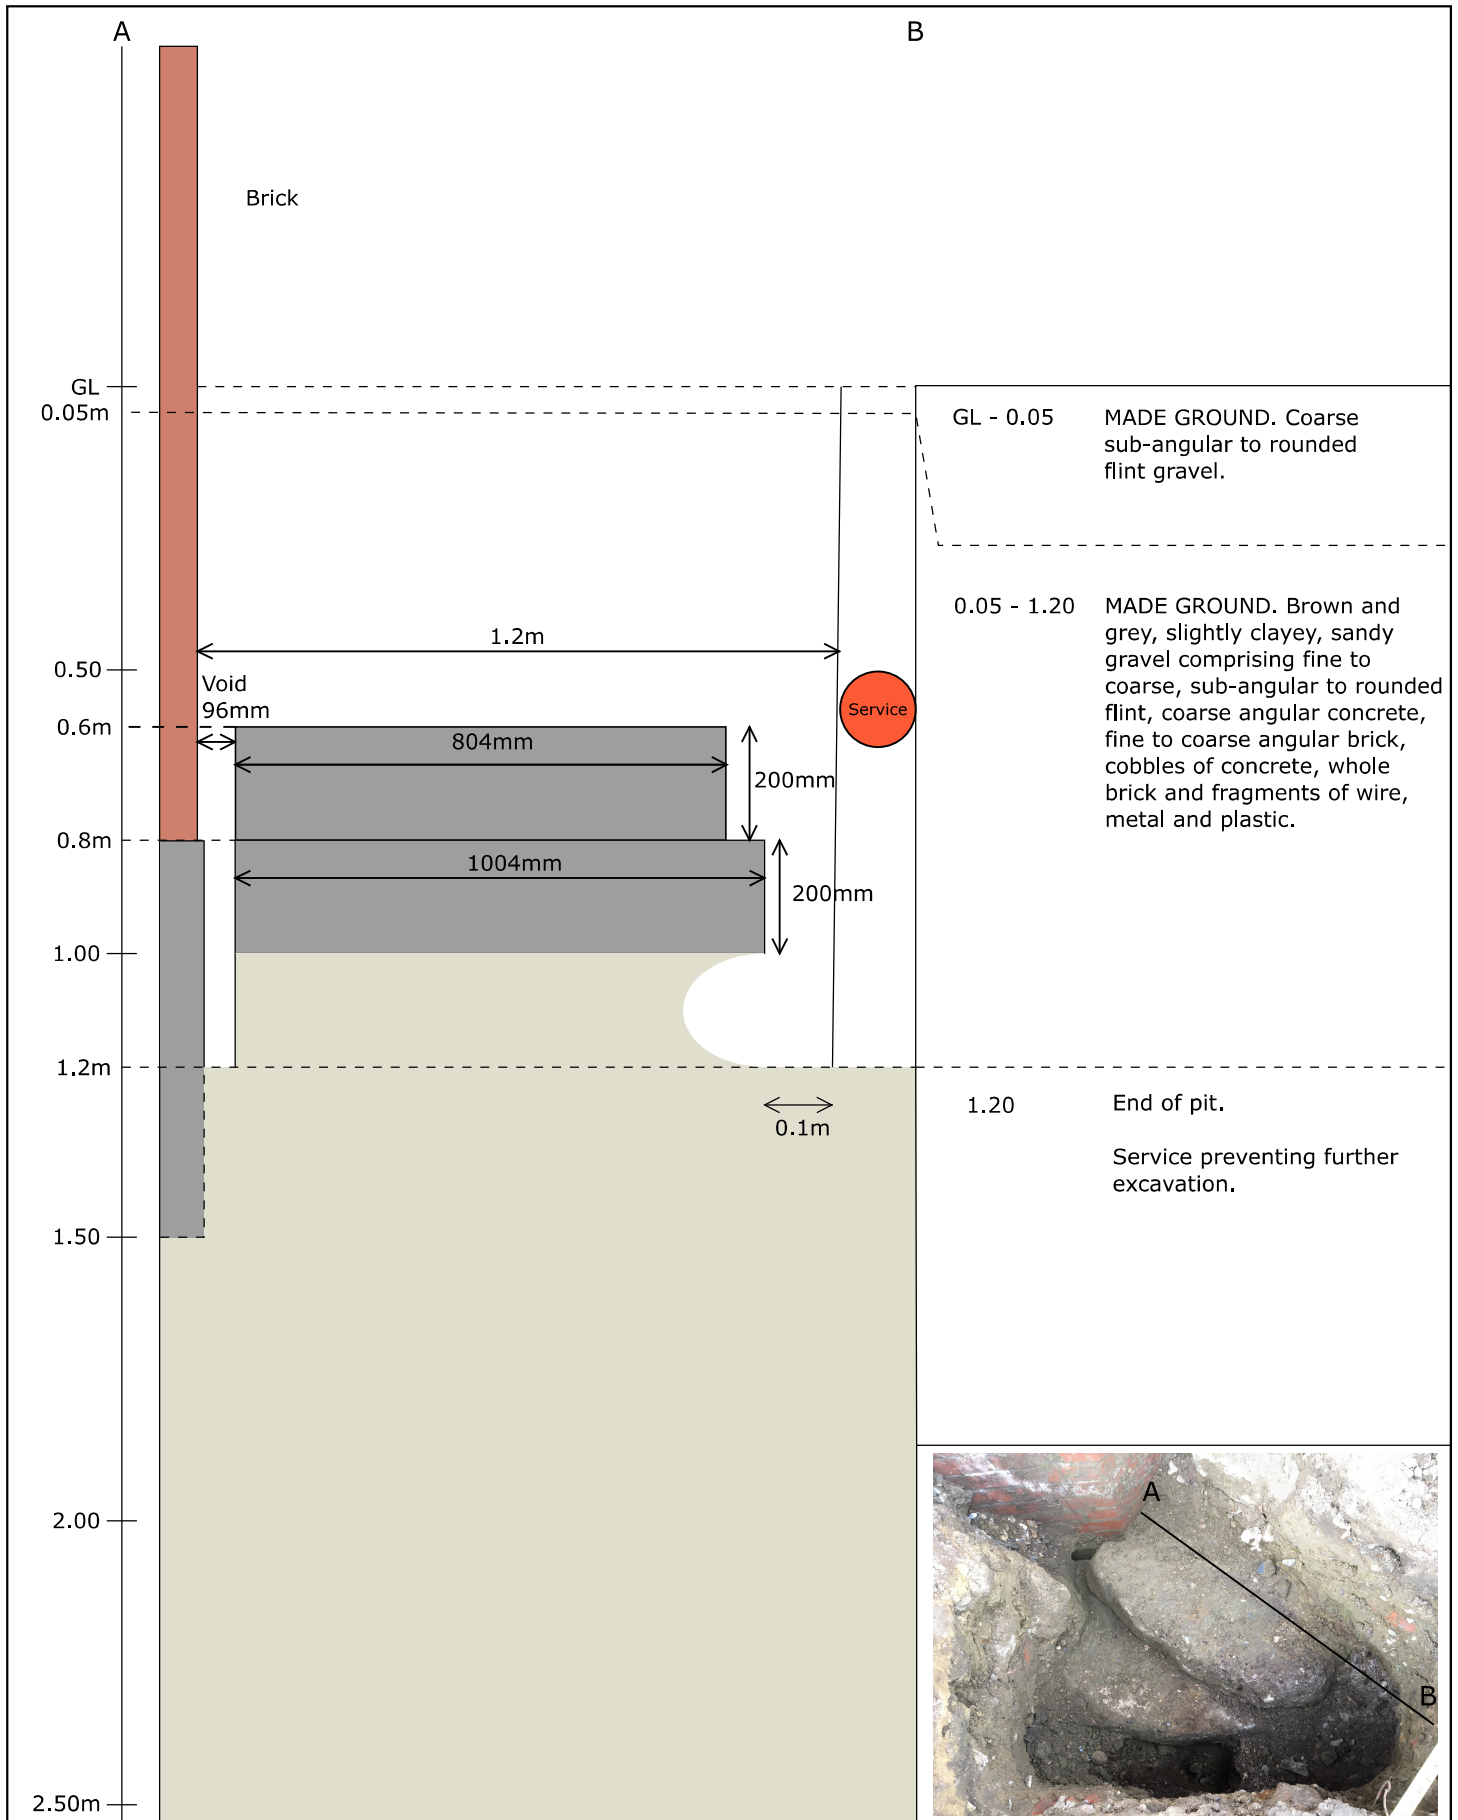 A
B
Brick
GL
0.05m
GL - 0.05
MADE GROUND. Coarse
sub-angular to rounded
flint gravel.
0.05 - 1.20
MADE GROUND. Brown and
grey, slightly clayey, sandy
gravel comprising fine to
coarse, sub-angular to rounded
flint, coarse angular concrete,
fine to coarse angular brick,
cobbles of concrete, whole
brick and fragments of wire,
metal and plastic.
1.2m
0.50
Void
96mm
Service
0.6m
804mm
200mm
0.8m
1004mm
200mm
1.00
1.2m
0.1m
1.20
End of pit.
Service preventing further
excavation.
1.50
2.00
2.50m
A
B